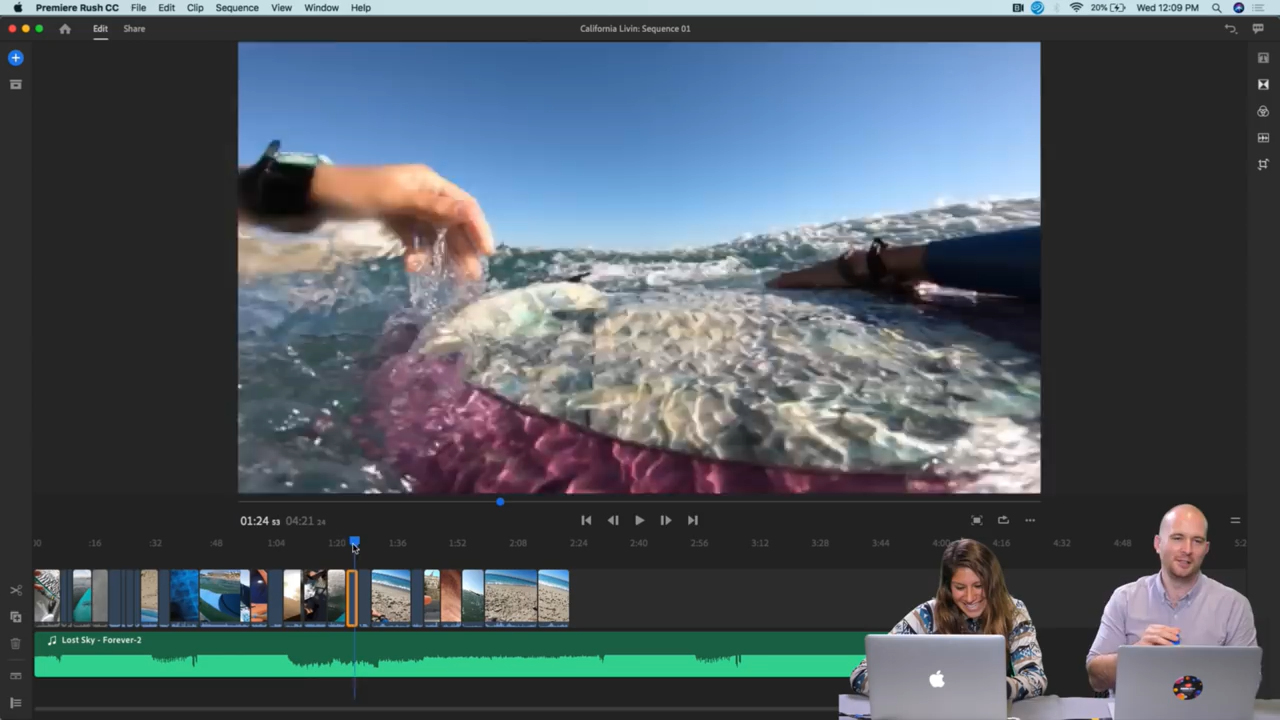 Premiere Rush CC File Edit Clip Sequence View Window Help 20% Wed 12:09 PM
Edit Share California Livin: Sequence 01
01:24 53 04:21 24
:16 :32 :48 1:04 1:20 1:36 1:52 2:08 2:24 2:40 2:56 3:12 3:28 3:44 4:00 4:16 4:32 4:48
Lost Sky - Forever-2